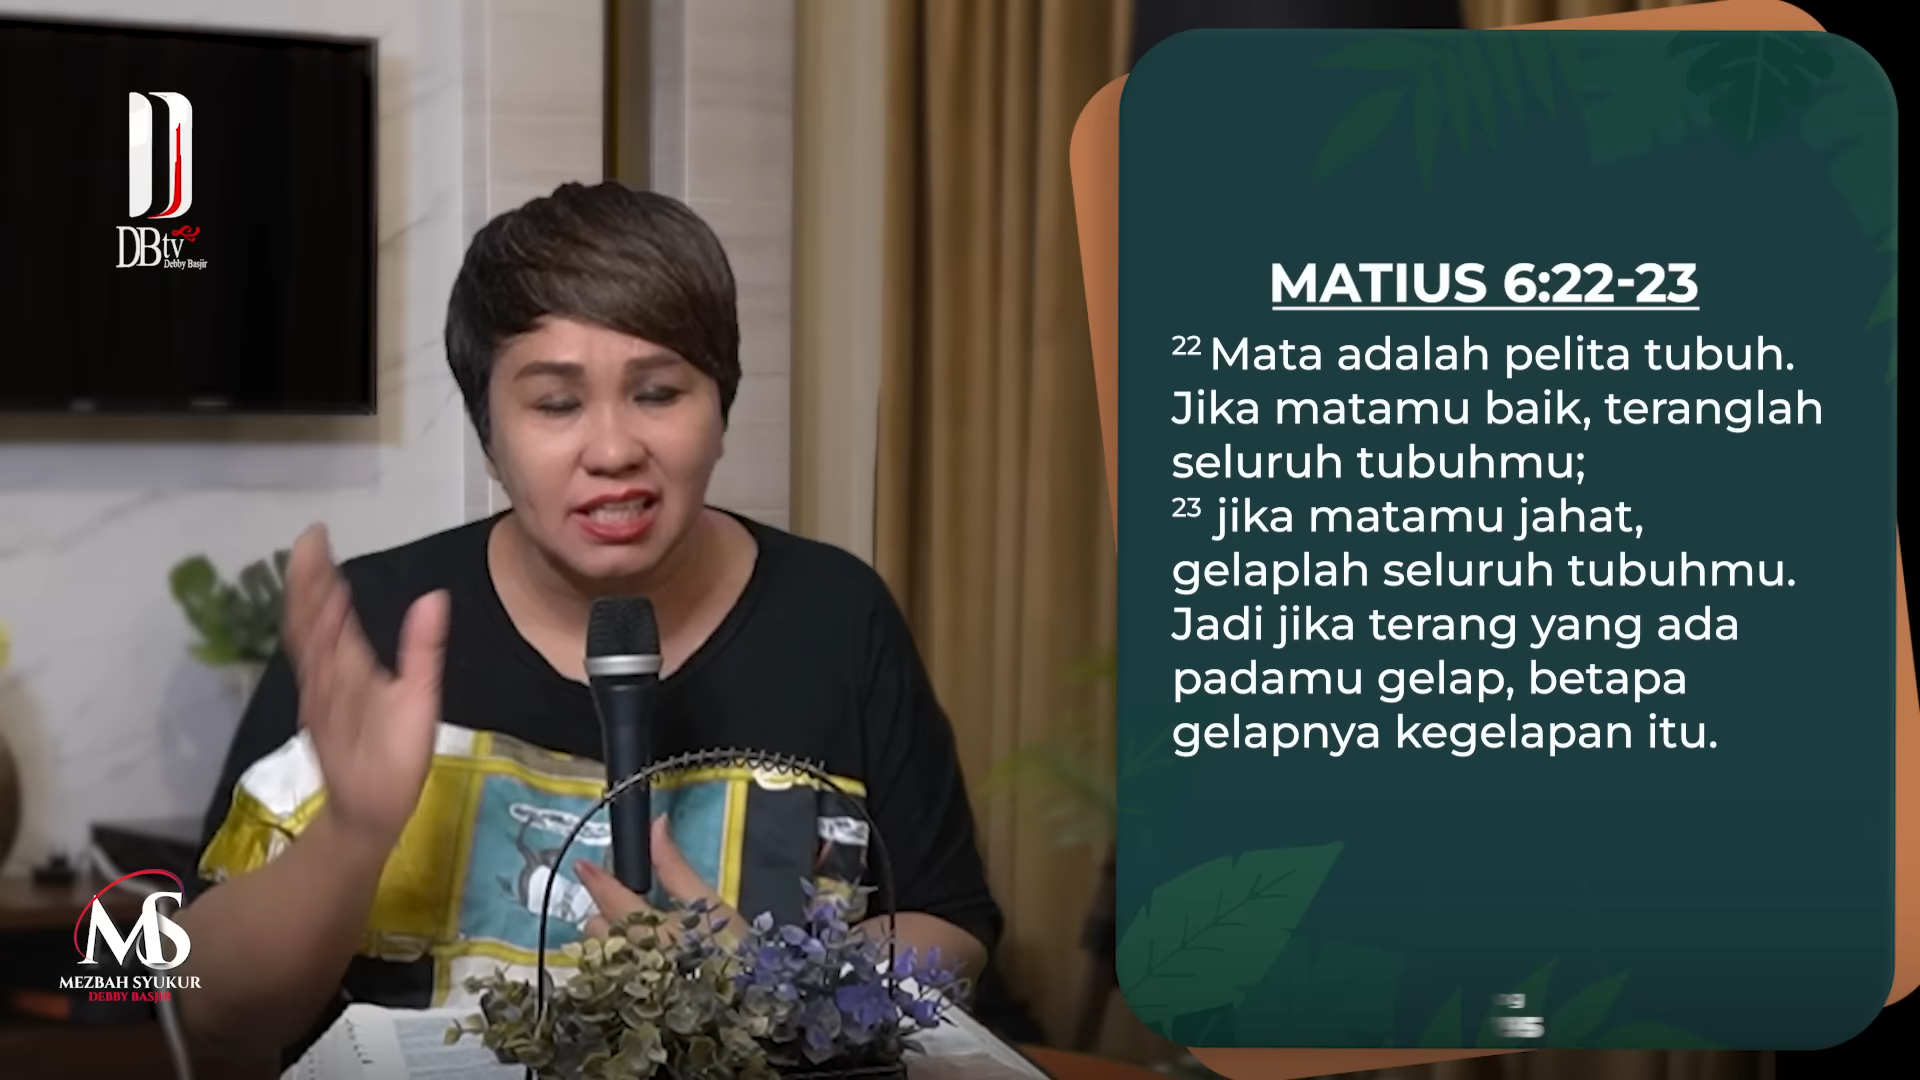 DBtv
Debby Basjir
MATIUS 6:22-23
22 Mata adalah pelita tubuh.
Jika matamu baik, teranglah
seluruh tubuhmu;
23 jika matamu jahat,
gelaplah seluruh tubuhmu.
Jadi jika terang yang ada
padamu gelap, betapa
gelapnya kegelapan itu.
MS
MEZBAH SYUKUR
DEBBY BASJIR